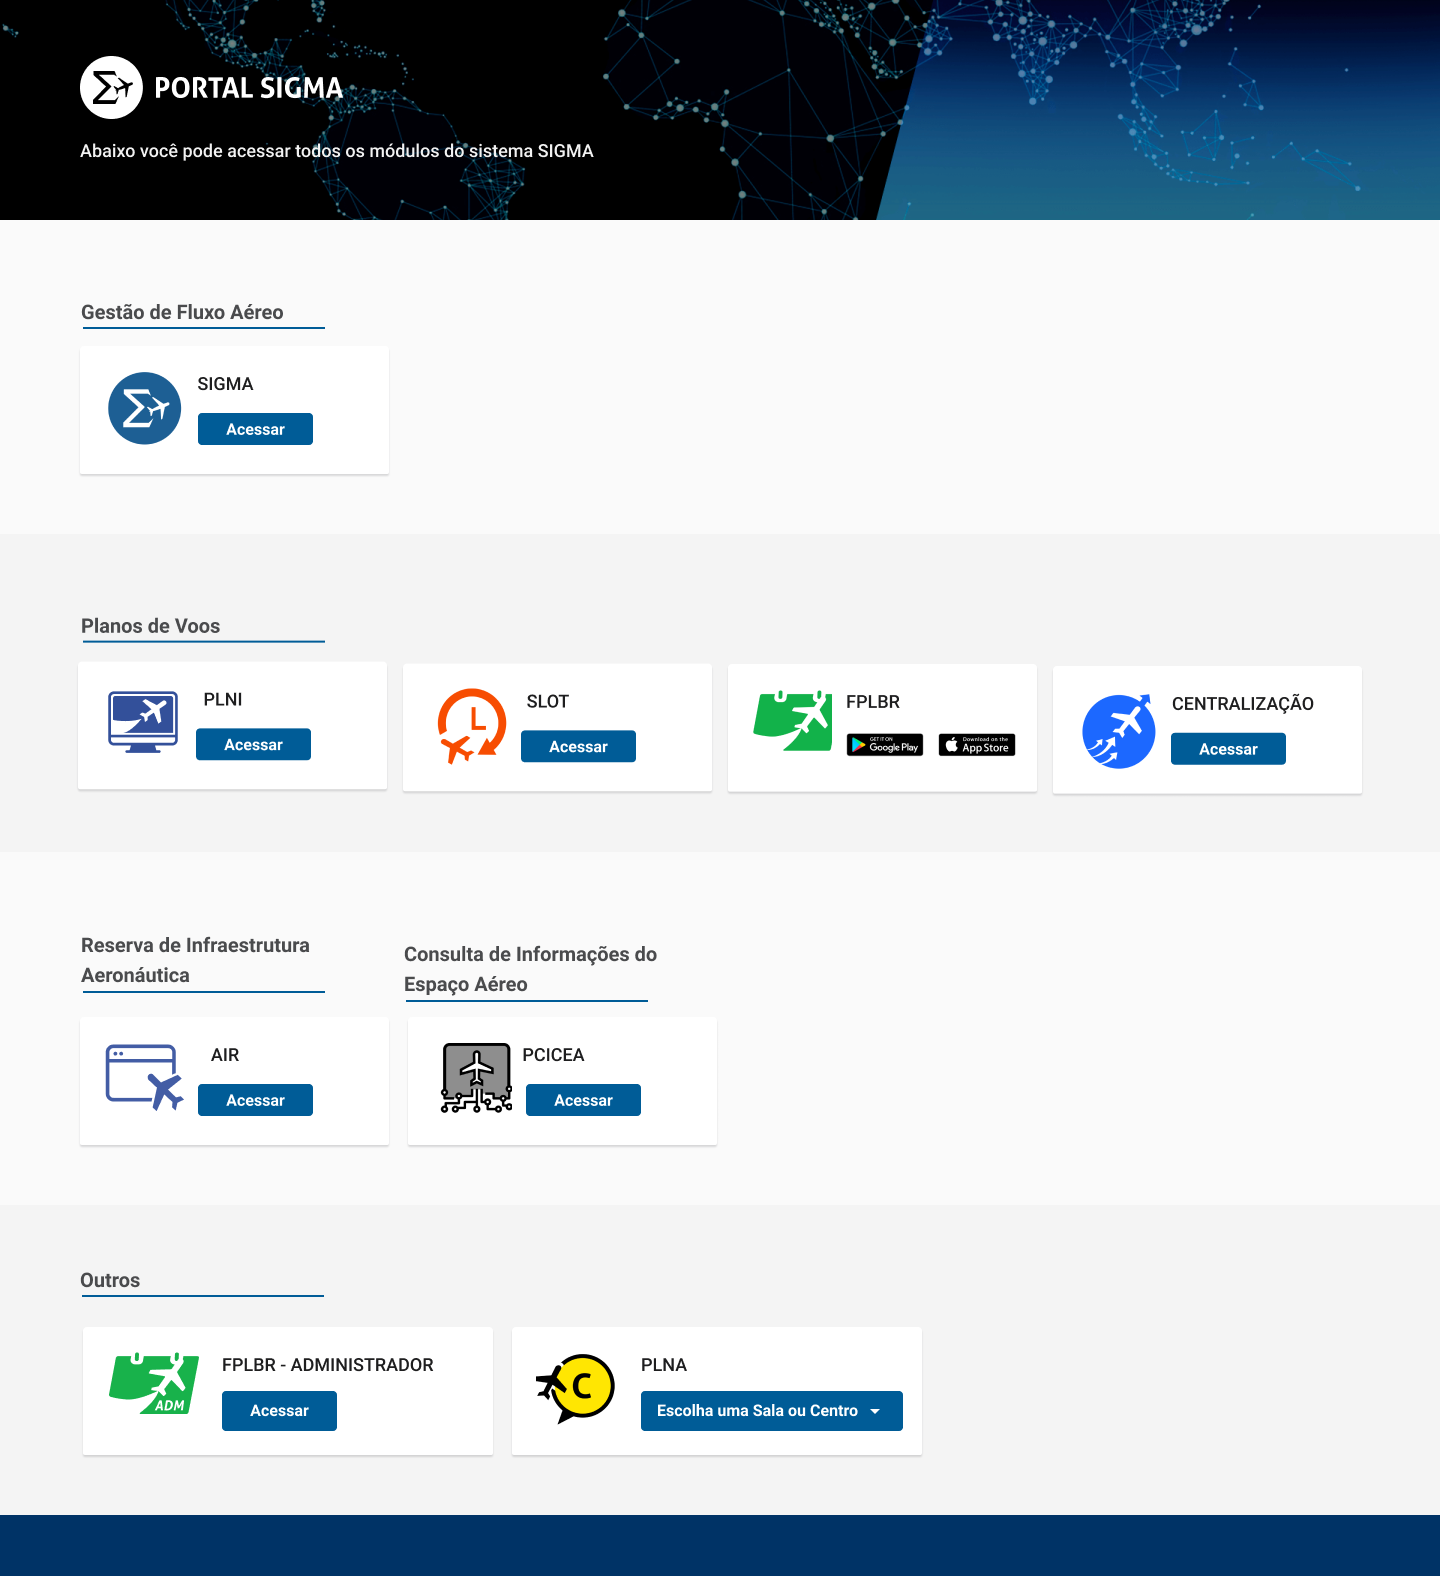 PORTAL SIGMA
Abaixo você pode acessar todos os módulos do sistema SIGMA
Gestão de Fluxo Aéreo
SIGMA
Acessar
Planos de Voos
PLNI
Acessar
SLOT
Acessar
FPLBR
GET IT ON
Google Play
Download on the
App Store
CENTRALIZAÇÃO
Acessar
Reserva de Infraestrutura
Aeronáutica
AIR
Acessar
Consulta de Informações do
Espaço Aéreo
PCICEA
Acessar
Outros
ADM
FPLBR - ADMINISTRADOR
Acessar
C
PLNA
Escolha uma Sala ou Centro